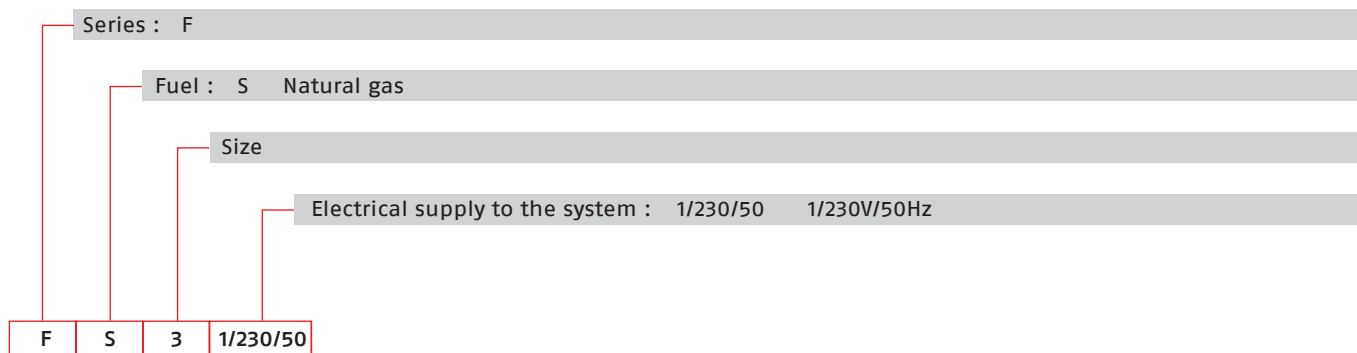 Series : F
Fuel : S Natural gas
Size
Electrical supply to the system : 1/230/50 1/230V/50Hz
F S 3 1/230/50